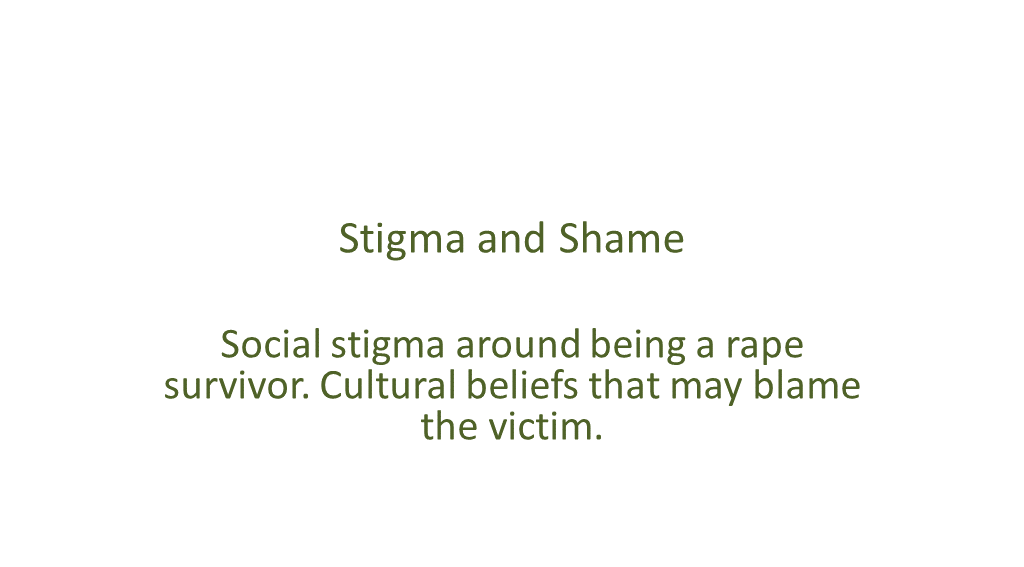 Stigma and Shame
Social stigma around being a rape
survivor. Cultural beliefs that may blame
the victim.